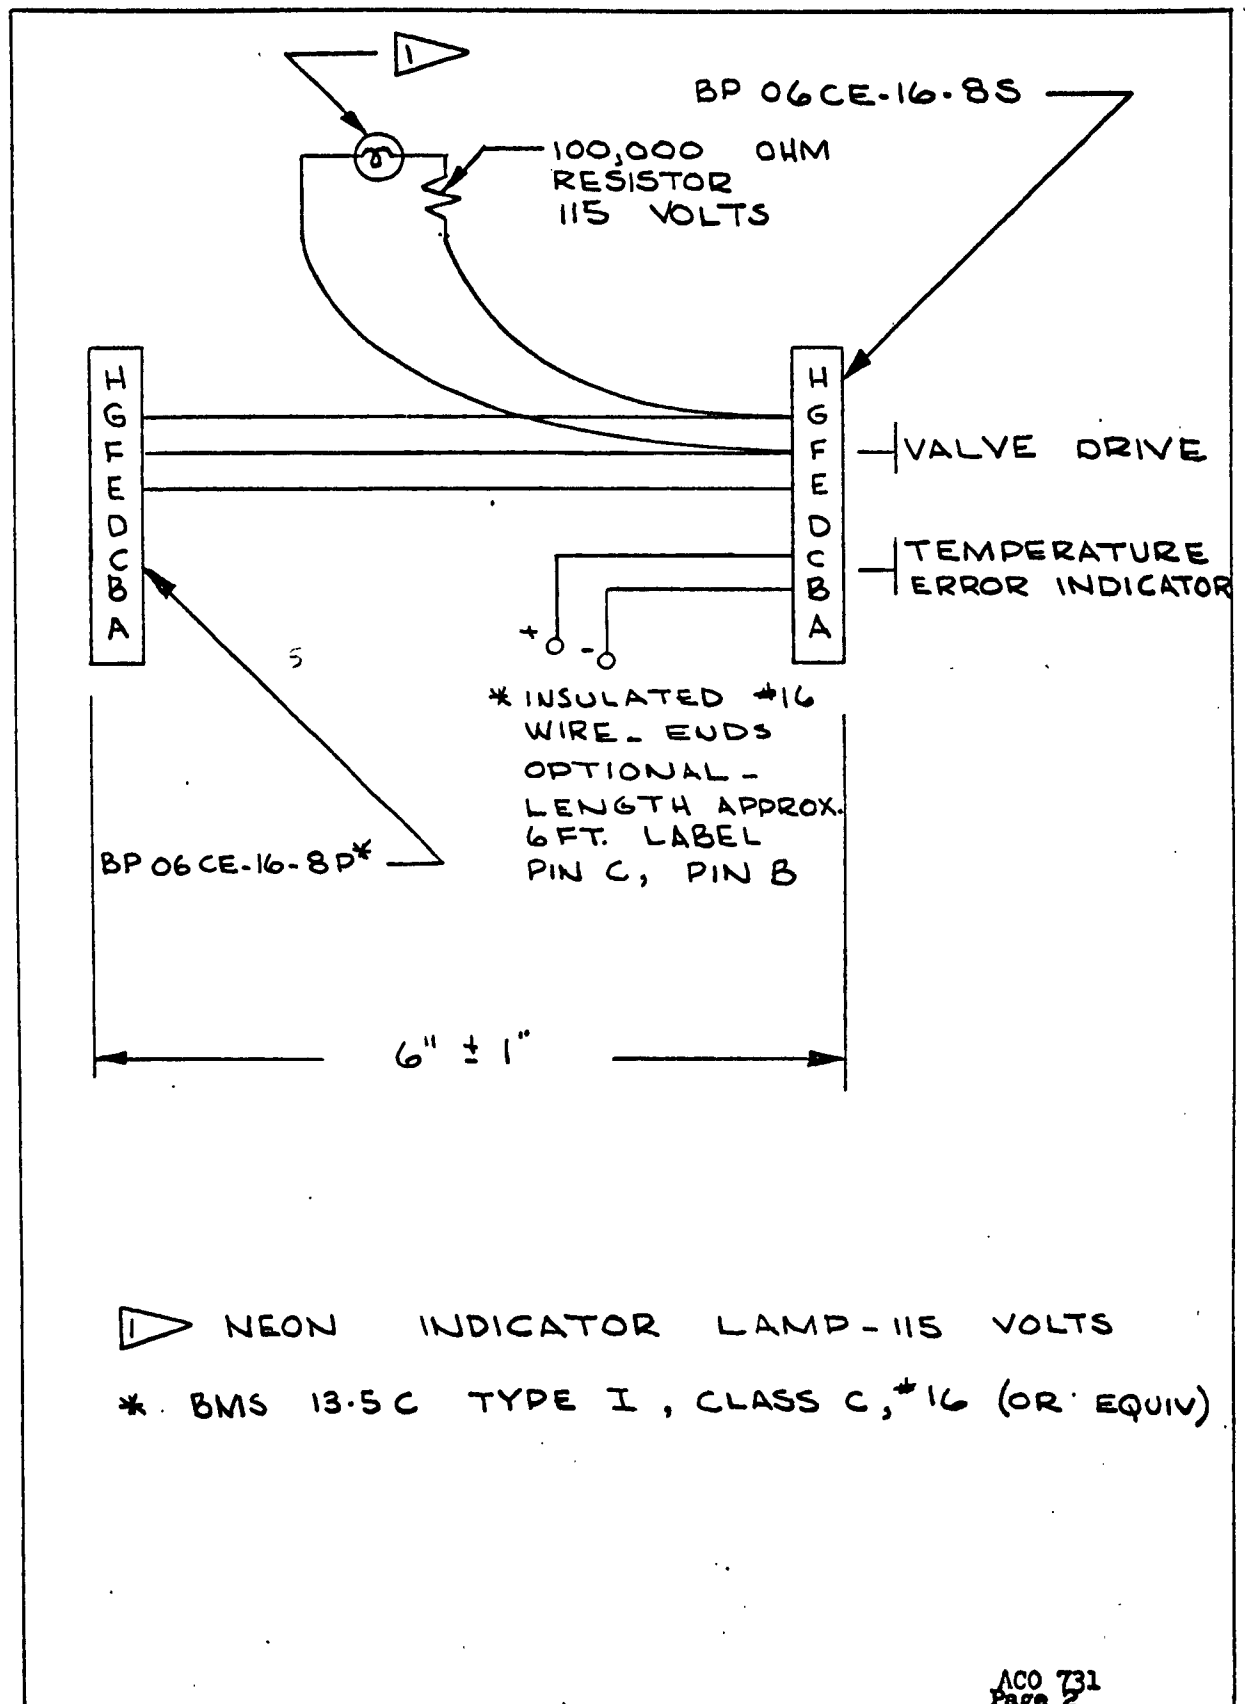 1
BP 06CE-16-8S
100,000 OHM
RESISTOR
115 VOLTS
H
G
F
E
D
C
B
A
H
G
F
E
D
C
B
A
VALVE DRIVE
TEMPERATURE
ERROR INDICATOR
+
-
5
* INSULATED #16
WIRE - ENDS
OPTIONAL -
LENGTH APPROX.
6 FT. LABEL
PIN C, PIN B
BP 06CE-16-8P*
6" ± 1"
1 NEON INDICATOR LAMP - 115 VOLTS
* BMS 13-5C TYPE I, CLASS C, #16 (OR EQUIV)
ACO 731
Page 2